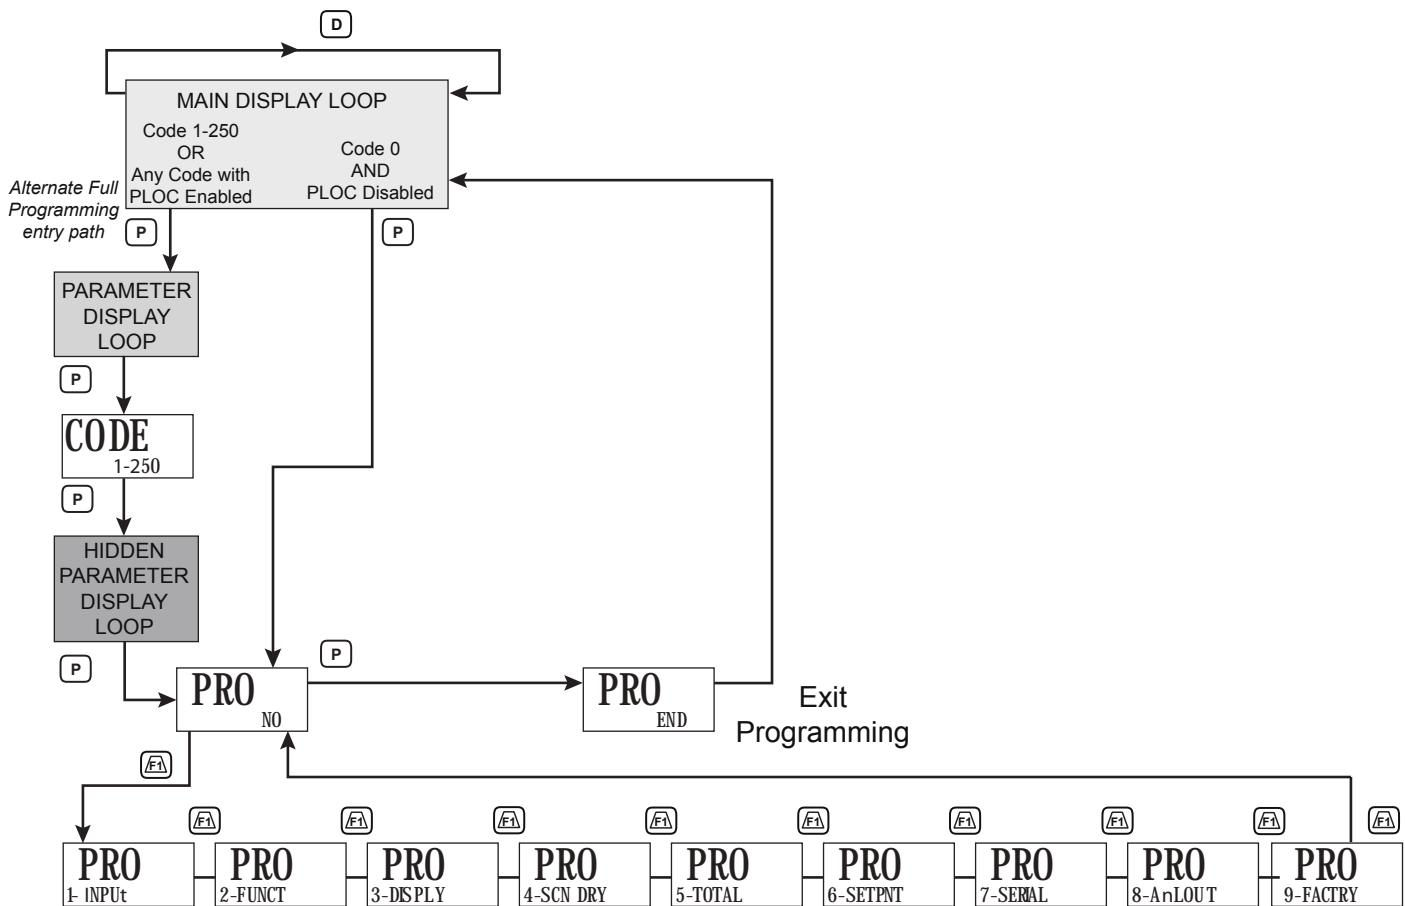 D
MAIN DISPLAY LOOP
Code 1-250
OR
Any Code with
PLOC Enabled
Code 0
AND
PLOC Disabled
Alternate Full
Programming
entry path
P
P
PARAMETER
DISPLAY
LOOP
P
CODE
1-250
P
HIDDEN
PARAMETER
DISPLAY
LOOP
P
PRO
NO
P
PRO
END
Exit
Programming
F1
F1
F1
F1
F1
F1
F1
F1
F1
F1
PRO
1-INPUt
PRO
2-FUNCT
PRO
3-DISPLY
PRO
4-SCN DRY
PRO
5-TOTAL
PRO
6-SETPNT
PRO
7-SERIAL
PRO
8-AnLOUT
PRO
9-FACTRY